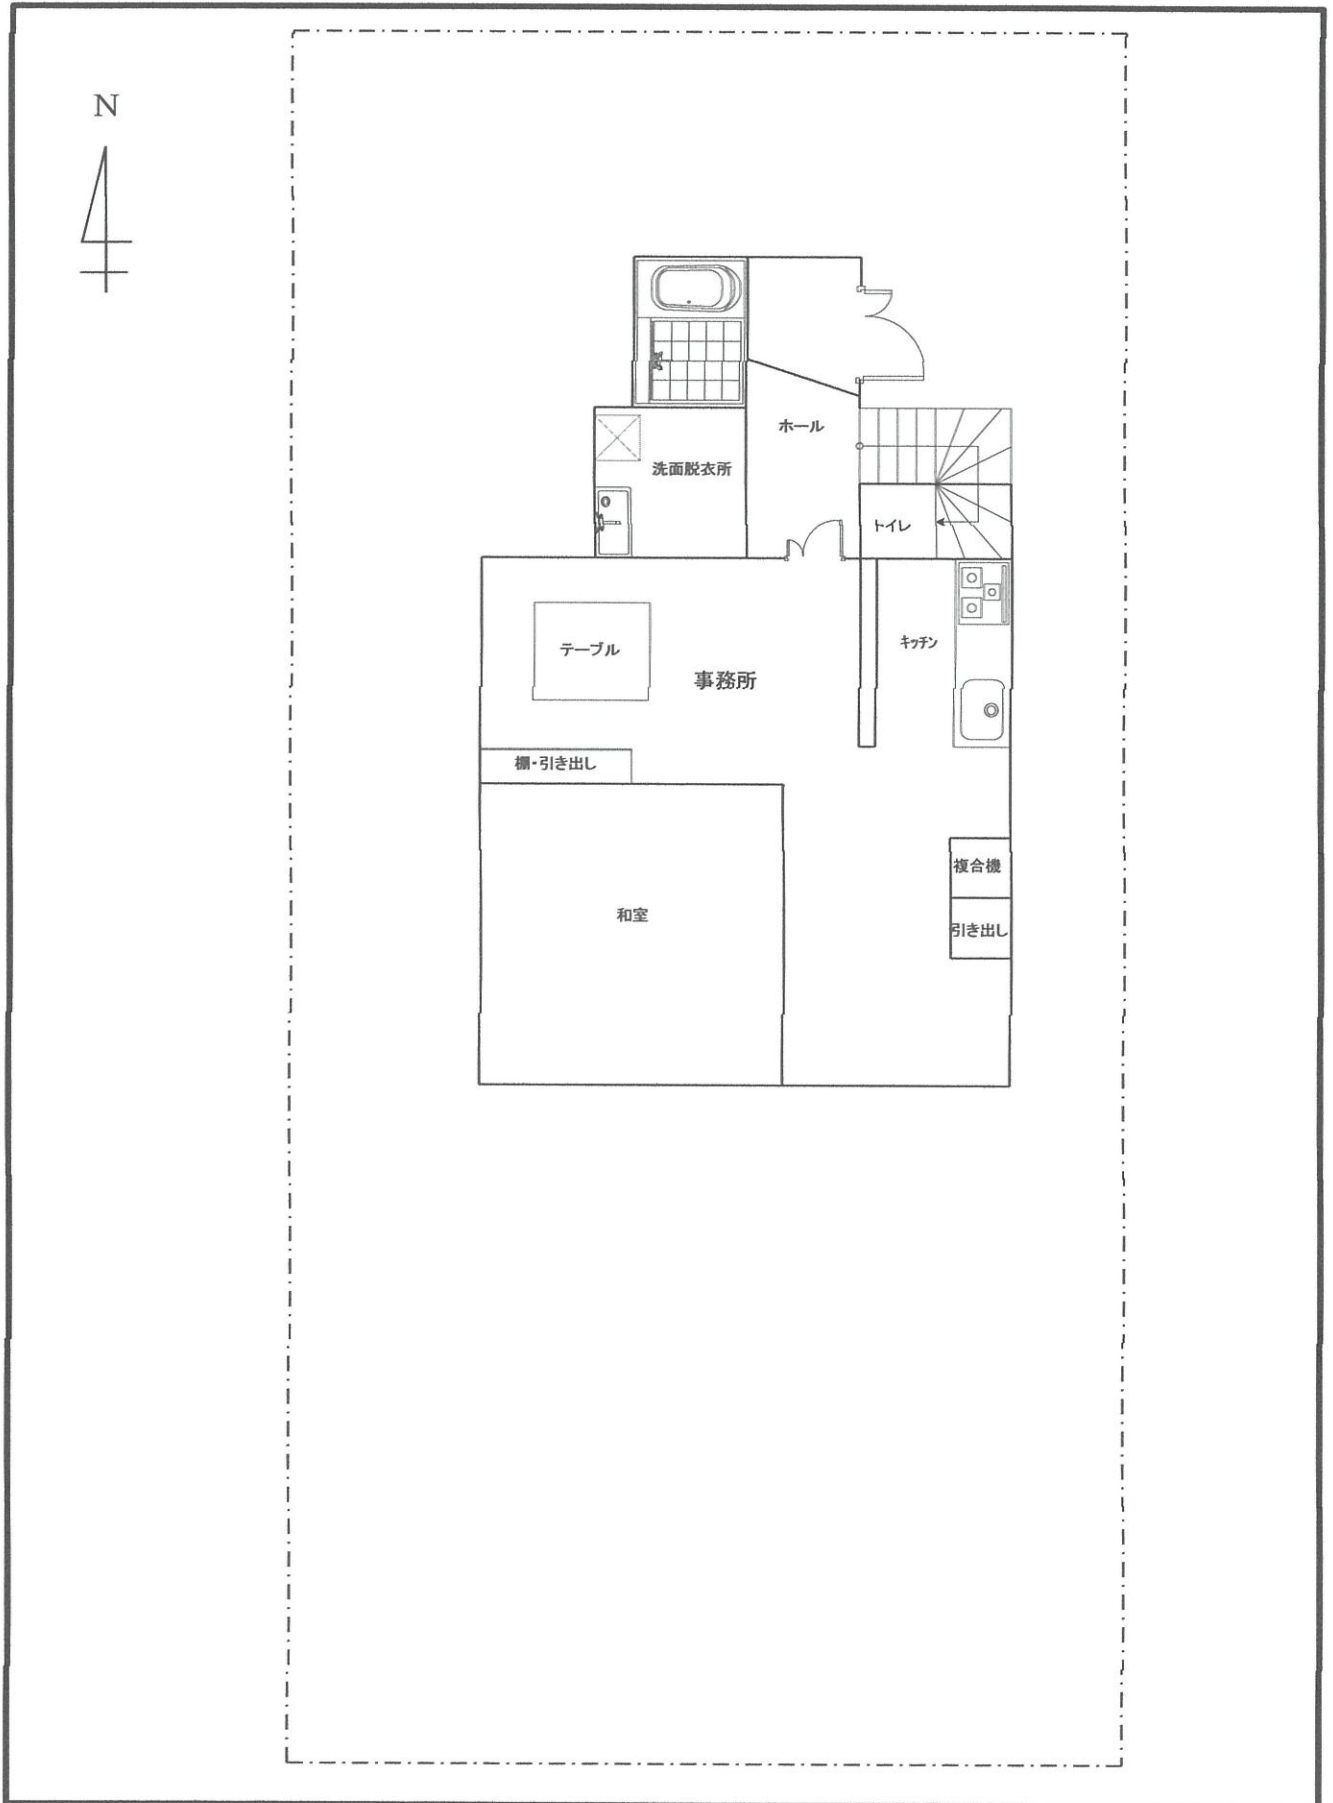 N
ホール
洗面脱衣所
トイレ
キッチン
テーブル
事務所
棚・引き出し
複合機
和室
引き出し